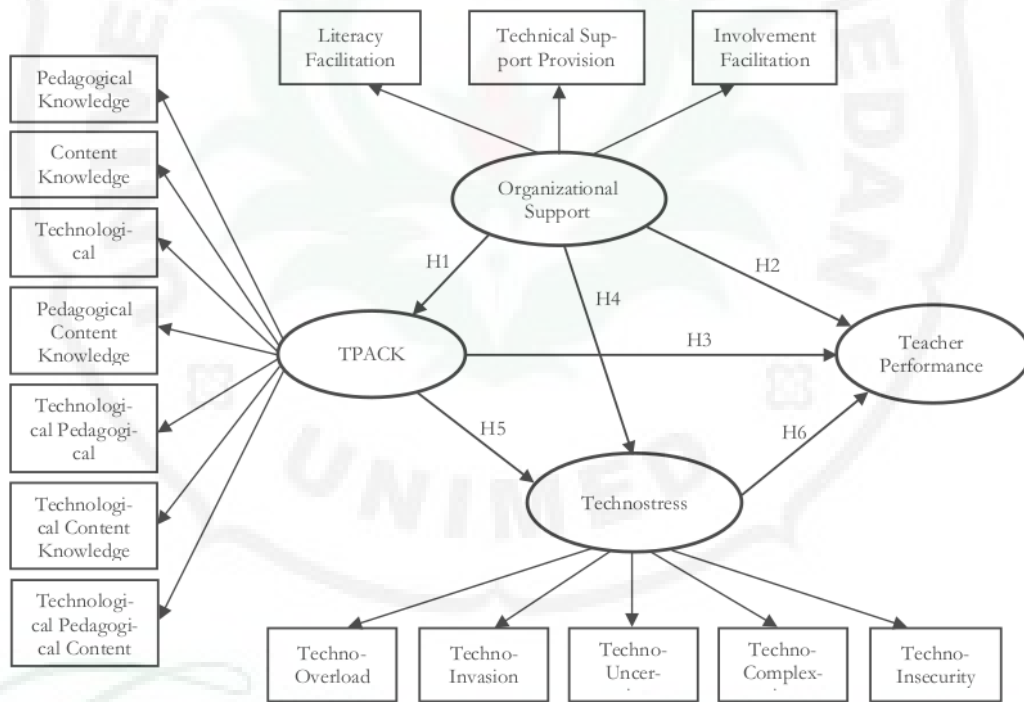 Literacy
Facilitation
Technical Sup-
port Provision
Involvement
Facilitation
Pedagogical
Knowledge
Content
Knowledge
Technologi-
cal
Pedagogical
Content
Knowledge
Technologi-
cal Pedagogi-
cal
Technologi-
cal Content
Knowledge
Technologi-
cal Pedagogi-
cal Content
Organizational
Support
H1
H2
H4
H3
TPACK
Teacher
Performance
H5
H6
Technostress
Techno-
Overload
Techno-
Invasion
Techno-
Uncer-
Techno-
Complex-
Techno-
Insecurity
UNIMED
MEDAN